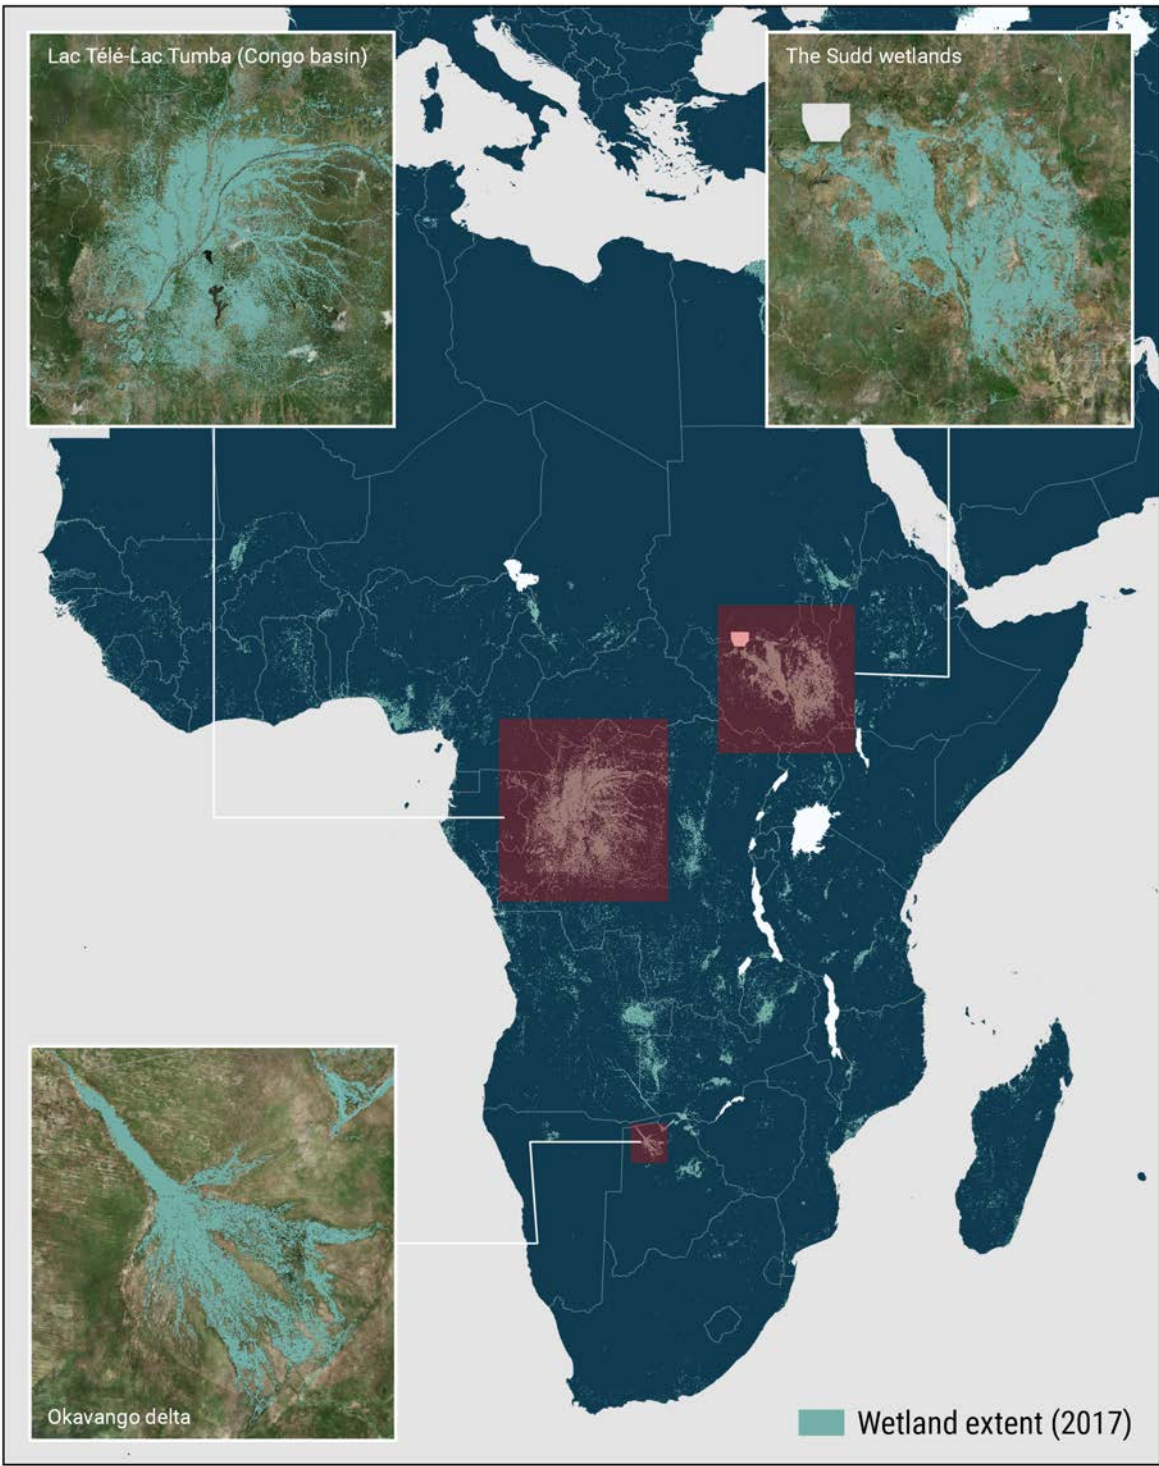 Lac Télé-Lac Tumba (Congo basin)
The Sudd wetlands
Okavango delta
Wetland extent (2017)